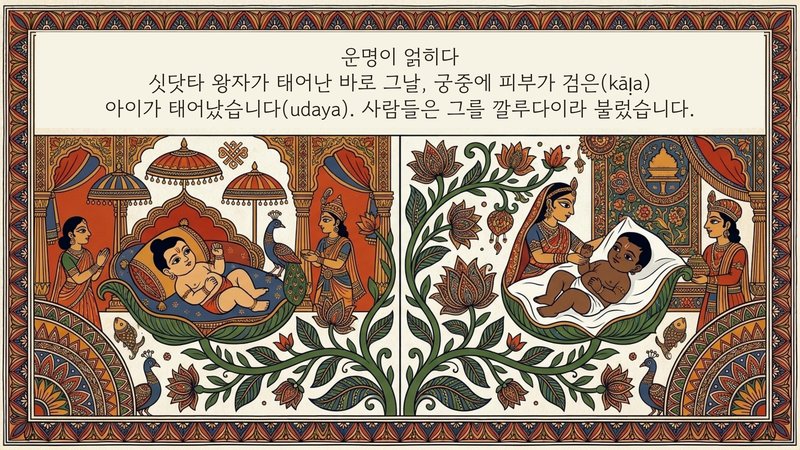 운명이 얽히다
싯닷타 왕자가 태어난 바로 그날, 궁중에 피부가 검은(kāḷa)
아이가 태어났습니다(udaya). 사람들은 그를 깔루다이라 불렀습니다.